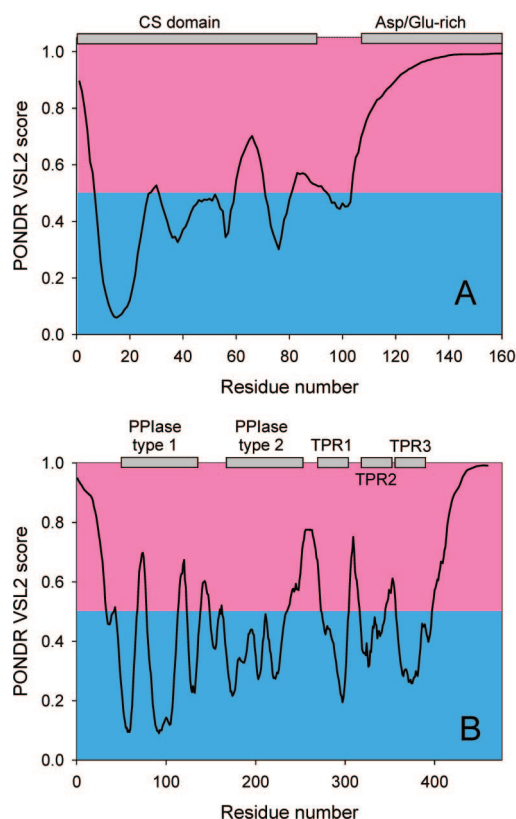 CS domain Asp/Glu-rich
1.0
0.8
0.6
0.4
0.2
0.0
PONDR VSL2 score
A
0 20 40 60 80 100 120 140 160
Residue number
PPIase type 1
PPIase type 2
TPR1
TPR2
TPR3
1.0
0.8
0.6
0.4
0.2
0.0
PONDR VSL2 score
B
0 100 200 300 400
Residue number